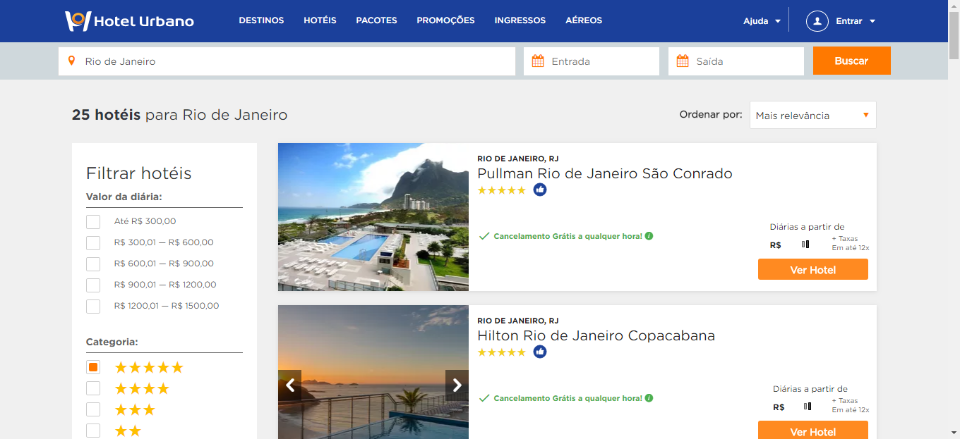 Hotel Urbano
DESTINOS HOTÉIS PACOTES PROMOÇÕES INGRESSOS AÉREOS
Ajuda Entrar
Rio de Janeiro
Entrada
Saída
Buscar
25 hotéis para Rio de Janeiro
Ordenar por: Mais relevância
Filtrar hotéis
Valor da diária:
Até R$ 300,00
R$ 300,01 — R$ 600,00
R$ 600,01 — R$ 900,00
R$ 900,01 — R$ 1200,00
R$ 1200,01 — R$ 1500,00
Categoria:
RIO DE JANEIRO, RJ
Pullman Rio de Janeiro São Conrado
Cancelamento Grátis a qualquer hora!
Diárias a partir de
R$
+ Taxas
Em até 12x
Ver Hotel
RIO DE JANEIRO, RJ
Hilton Rio de Janeiro Copacabana
Cancelamento Grátis a qualquer hora!
Diárias a partir de
R$
+ Taxas
Em até 12x
Ver Hotel